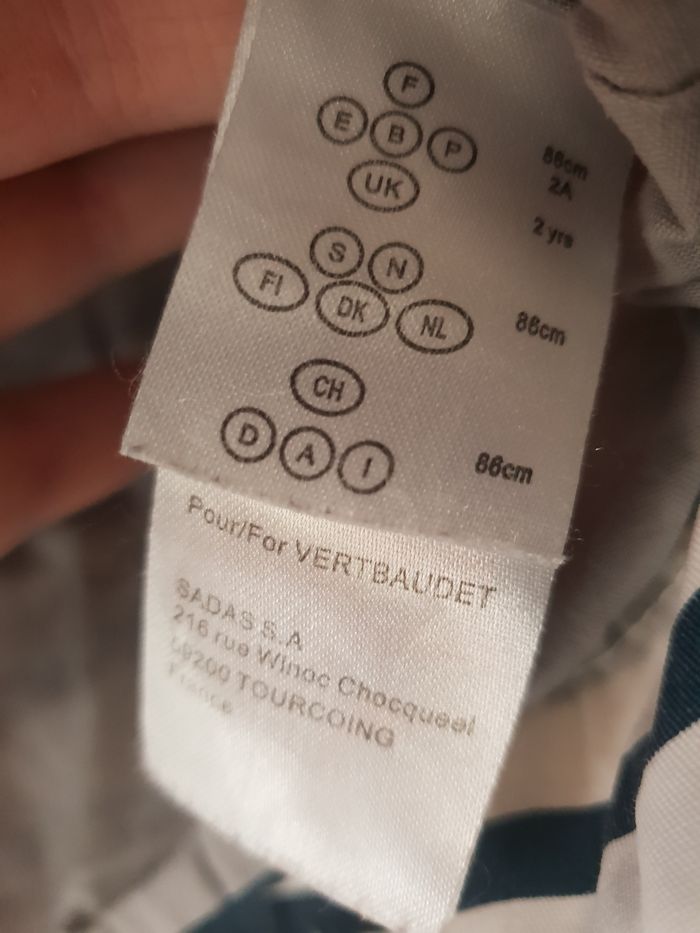 F
E B P 86cm 2A
UK 2 yrs
S N
FI DK NL 86cm
CH
D A I 86cm
Pour/For VERTBAUDET
SADAS S.A
216 rue Winoc Chocqueel
59200 TOURCOING
France